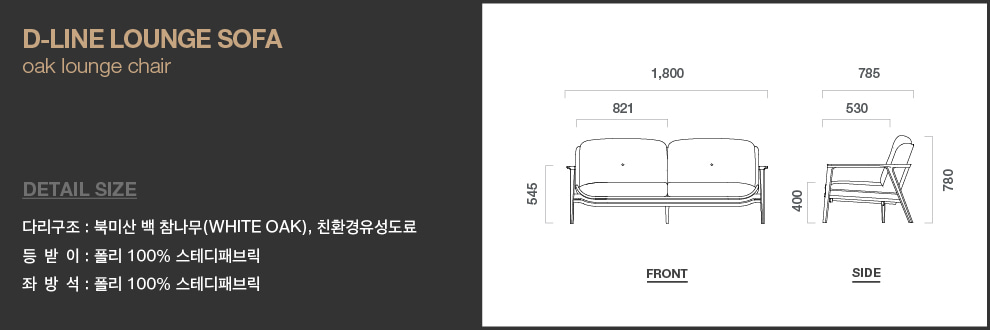 D-LINE LOUNGE SOFA
oak lounge chair
DETAIL SIZE
다리구조 : 북미산 백 참나무(WHITE OAK), 친환경유성도료
등 받 이 : 폴리 100% 스테디패브릭
좌 방 석 : 폴리 100% 스테디패브릭
1,800
821
545
FRONT
785
530
400
780
SIDE